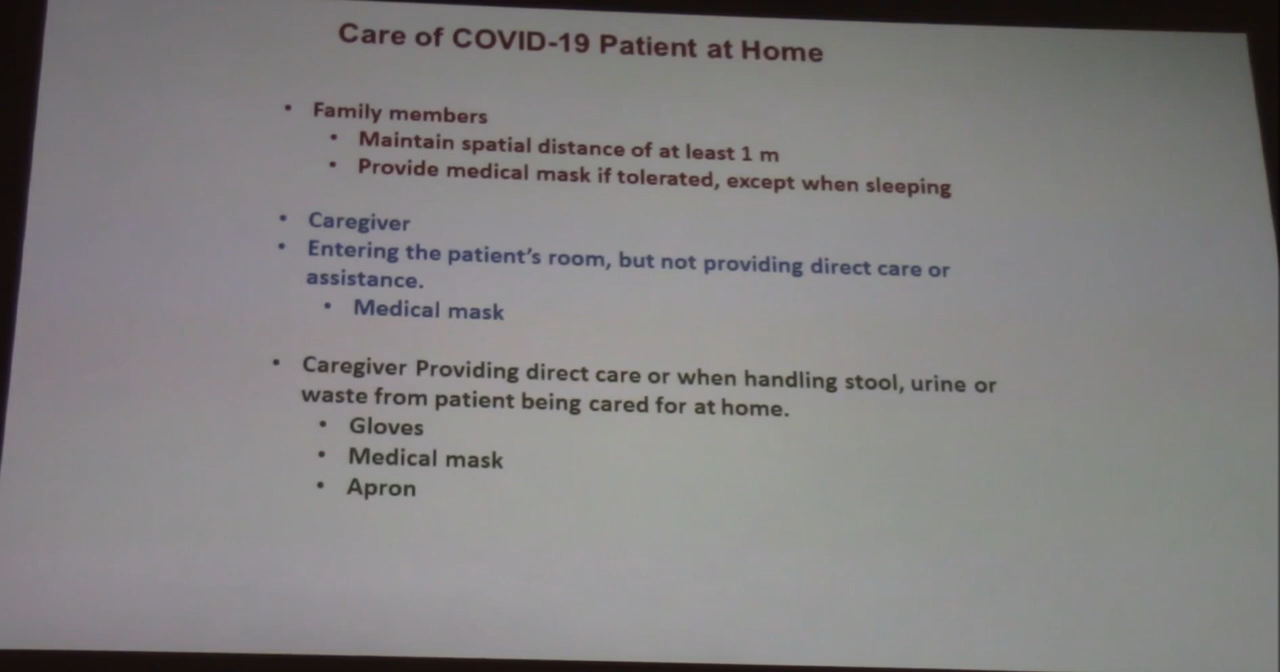 Care of COVID-19 Patient at Home
• Family members
• Maintain spatial distance of at least 1 m
• Provide medical mask if tolerated, except when sleeping
• Caregiver
• Entering the patient's room, but not providing direct care or
assistance.
• Medical mask
• Caregiver Providing direct care or when handling stool, urine or
waste from patient being cared for at home.
• Gloves
• Medical mask
• Apron